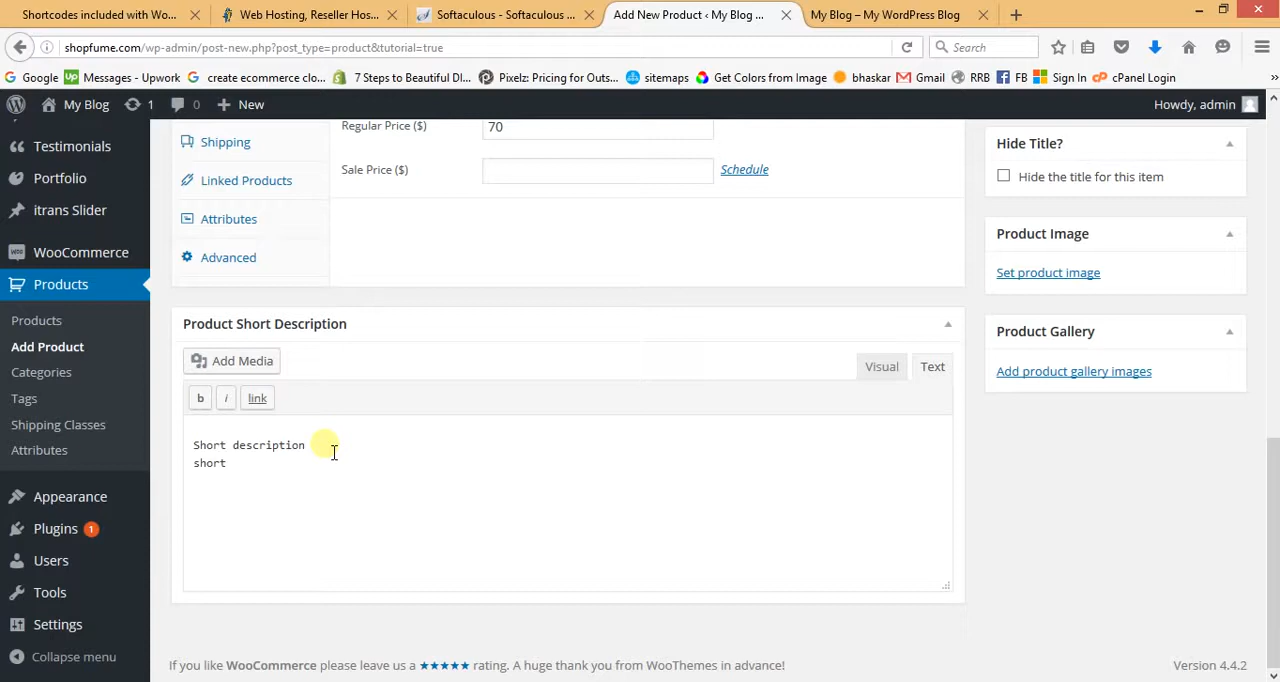 Shortcodes included with Wo...
Web Hosting, Reseller Hos...
Softaculous - Softaculous ...
Add New Product ‹ My Blog ...
My Blog – My WordPress Blog
shopfume.com/wp-admin/post-new.php?post_type=product&tutorial=true
Search
Google
Messages - Upwork
create ecommerce clo...
7 Steps to Beautiful DI...
Pixelz: Pricing for Outs...
sitemaps
Get Colors from Image
bhaskar
Gmail
RRB
FB
Sign In
cPanel Login
My Blog
1
0
New
Howdy, admin
Testimonials
Portfolio
itrans Slider
WooCommerce
Products
Products
Add Product
Categories
Tags
Shipping Classes
Attributes
Appearance
Plugins 1
Users
Tools
Settings
Collapse menu
Shipping
Linked Products
Attributes
Advanced
Regular Price ($)
70
Sale Price ($)
Schedule
Product Short Description
Add Media
Visual
Text
b
i
link
Short description
short
Hide Title?
Hide the title for this item
Product Image
Set product image
Product Gallery
Add product gallery images
If you like WooCommerce please leave us a ★★★★★ rating. A huge thank you from WooThemes in advance!
Version 4.4.2